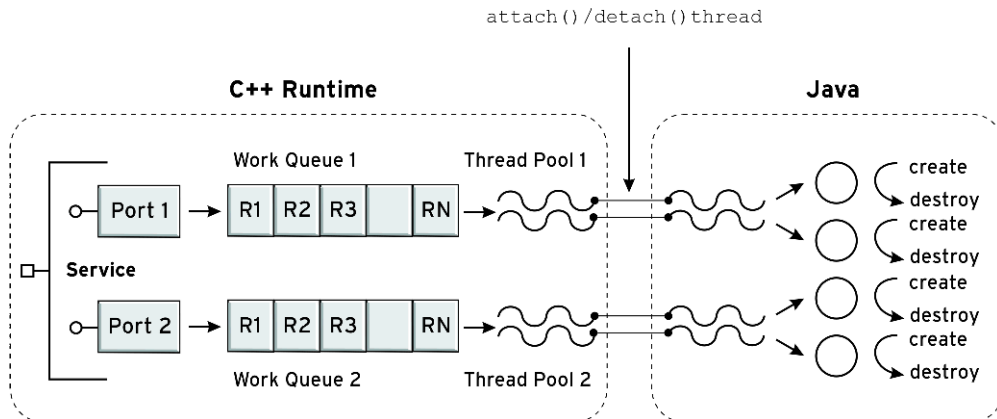 attach()/detach()thread
C++ Runtime
Java
Work Queue 1
Thread Pool 1
Port 1
R1 R2 R3 RN
create
destroy
create
destroy
Service
Port 2
R1 R2 R3 RN
create
destroy
create
destroy
Work Queue 2
Thread Pool 2